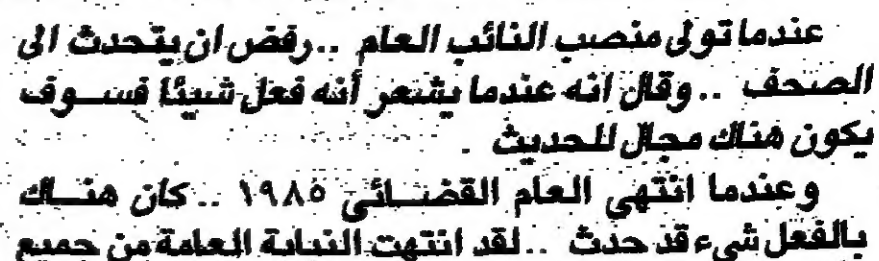 عندما تولى منصب النائب العام .. رفض ان يتحدث الى
الصحف .. وقال انه عندما يشعر أنه فعل شيئا فسوف
يكون هناك مجال للحديث .
وعندما انتهى العام القضائى ١٩٨٥ .. كان هناك
بالفعل شيء قد حدث .. لقد انتهت النيابة العامة من جميع